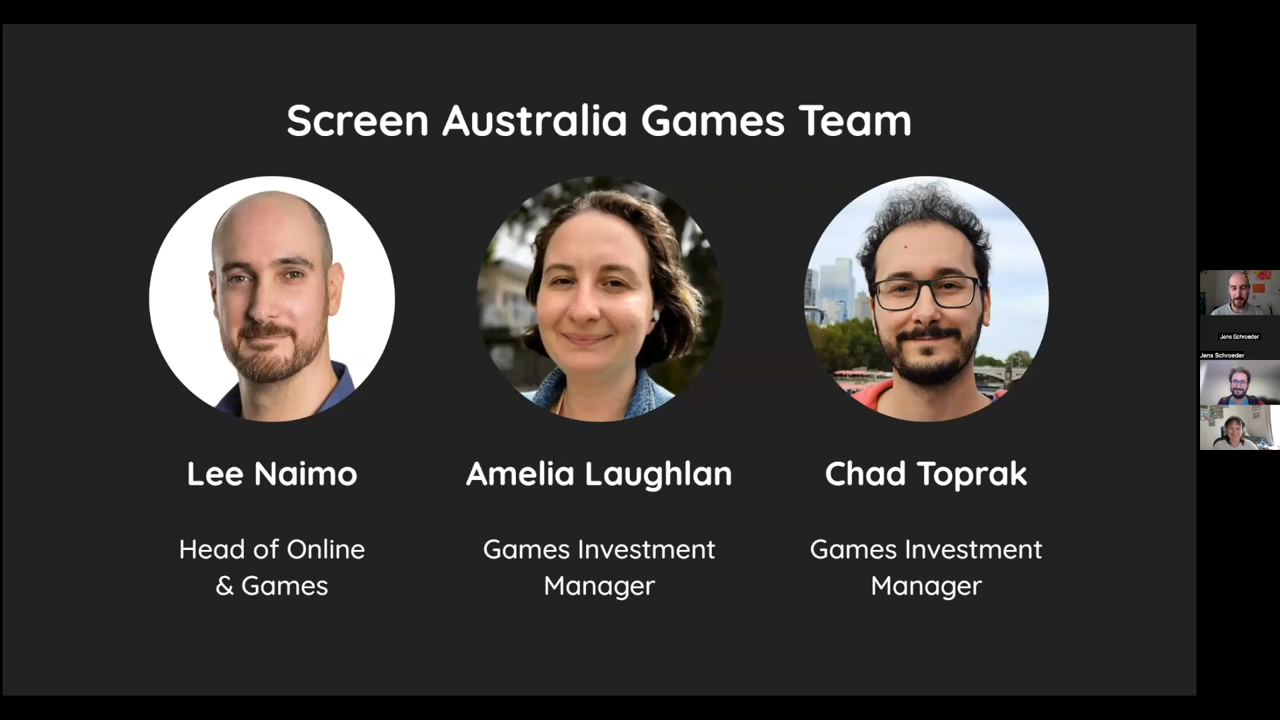 Screen Australia Games Team
Lee Naimo
Amelia Laughlan
Chad Toprak
Head of Online
& Games
Games Investment
Manager
Games Investment
Manager
Jens Schroeder
Jens Schroeder